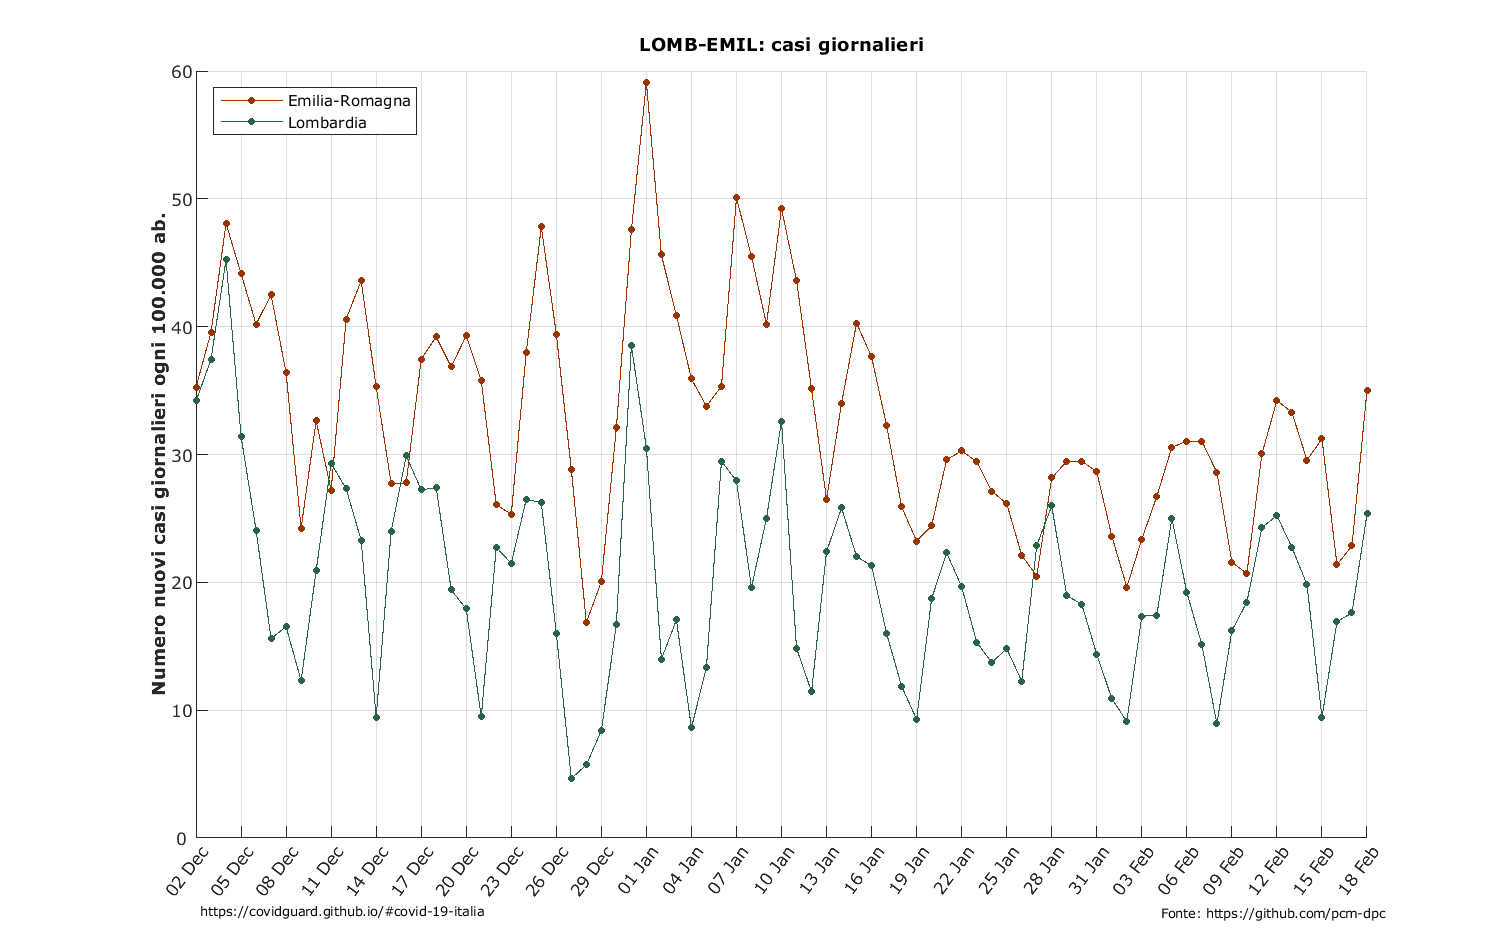 LOMB-EMIL: casi giornalieri
Emilia-Romagna
Lombardia
Numero nuovi casi giornalieri ogni 100.000 ab.
60
50
40
30
20
10
0
02 Dec
05 Dec
08 Dec
11 Dec
14 Dec
17 Dec
20 Dec
23 Dec
26 Dec
29 Dec
01 Jan
04 Jan
07 Jan
10 Jan
13 Jan
16 Jan
19 Jan
22 Jan
25 Jan
28 Jan
31 Jan
03 Feb
06 Feb
09 Feb
12 Feb
15 Feb
18 Feb
https://covidguard.github.io/#covid-19-italia
Fonte: https://github.com/pcm-dpc